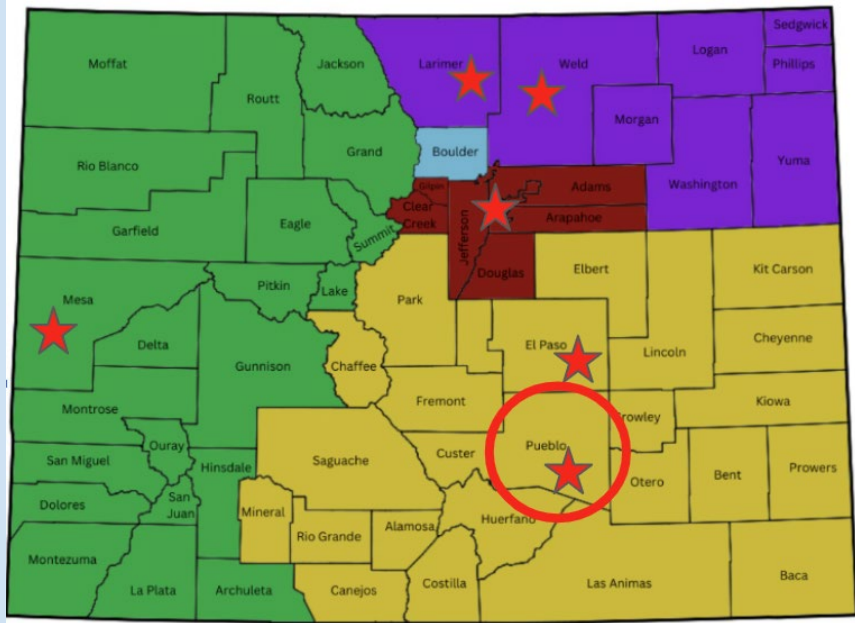 Moffat
Routt
Jackson
Larimer
Weld
Logan
Sedgwick
Phillips
Morgan
Yuma
Washington
Rio Blanco
Grand
Boulder
Gilpin
Clear
Creek
Jefferson
Adams
Arapahoe
Douglas
Garfield
Eagle
Summit
Pitkin
Lake
Park
Elbert
Kit Carson
Mesa
Delta
Gunnison
Chaffee
El Paso
Lincoln
Cheyenne
Montrose
Ouray
Fremont
Pueblo
Crowley
Kiowa
San Miguel
Hinsdale
Saguache
Custer
Otero
Bent
Prowers
Dolores
San
Juan
Mineral
Rio Grande
Alamosa
Huerfano
Montezuma
La Plata
Archuleta
Canejos
Costilla
Las Animas
Baca